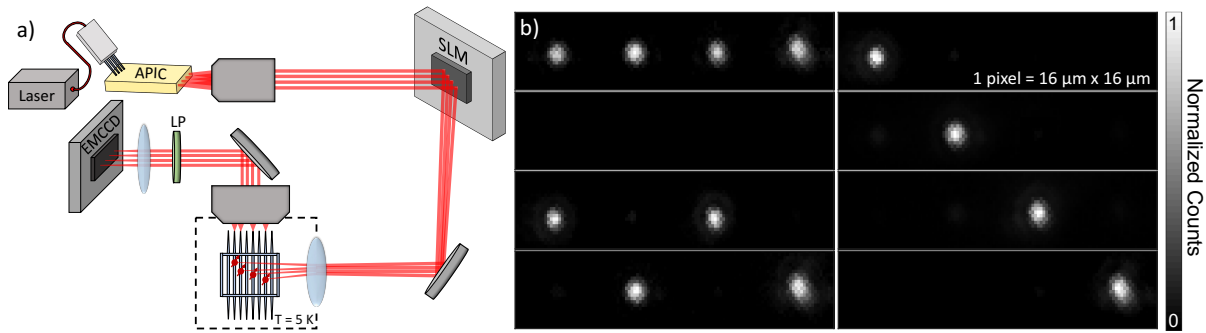 a)
Laser
APIC
SLM
EMCCD
LP
T = 5 K
b)
1 pixel = 16 μm x 16 μm
1
Normalized Counts
0